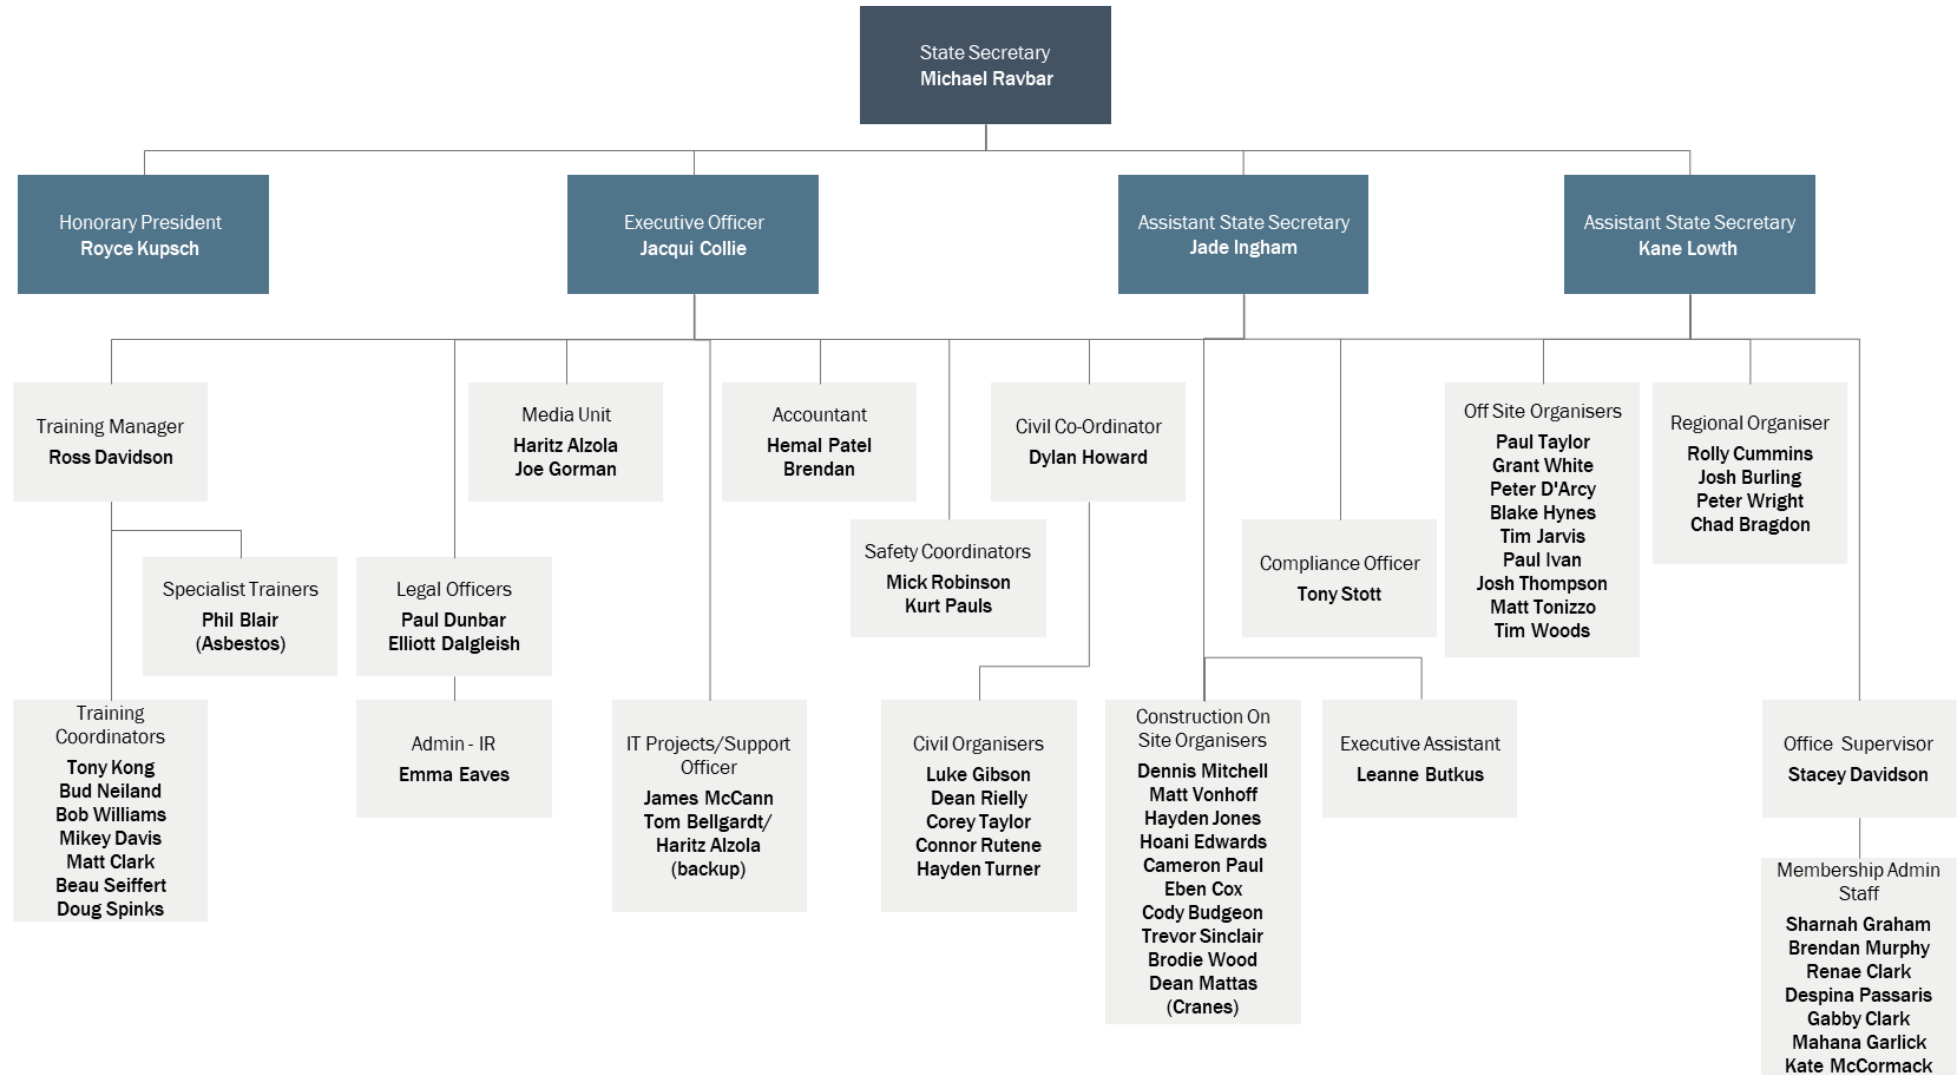 State Secretary
Michael Ravbar
Honorary President
Royce Kupsch
Executive Officer
Jacqui Collie
Assistant State Secretary
Jade Ingham
Assistant State Secretary
Kane Lowth
Training Manager
Ross Davidson
Media Unit
Haritz Alzola
Joe Gorman
Accountant
Hemal Patel
Brendan
Civil Co-Ordinator
Dylan Howard
Off Site Organisers
Paul Taylor
Grant White
Peter D'Arcy
Blake Hynes
Tim Jarvis
Paul Ivan
Josh Thompson
Matt Tonizzo
Tim Woods
Regional Organiser
Rolly Cummins
Josh Burling
Peter Wright
Chad Bragdon
Specialist Trainers
Phil Blair
(Asbestos)
Legal Officers
Paul Dunbar
Elliott Dalgleish
Safety Coordinators
Mick Robinson
Kurt Pauls
Compliance Officer
Tony Stott
Training
Coordinators
Tony Kong
Bud Neiland
Bob Williams
Mikey Davis
Matt Clark
Beau Seiffert
Doug Spinks
Admin - IR
Emma Eaves
IT Projects/Support
Officer
James McCann
Tom Bellgardt/
Haritz Alzola
(backup)
Civil Organisers
Luke Gibson
Dean Rielly
Corey Taylor
Connor Rutene
Hayden Turner
Construction On
Site Organisers
Dennis Mitchell
Matt Vonhoff
Hayden Jones
Hoani Edwards
Cameron Paul
Eben Cox
Cody Budgeon
Trevor Sinclair
Brodie Wood
Dean Mattas
(Cranes)
Executive Assistant
Leanne Butkus
Office Supervisor
Stacey Davidson
Membership Admin
Staff
Sharnah Graham
Brendan Murphy
Renae Clark
Despina Passaris
Gabby Clark
Mahana Garlick
Kate McCormack